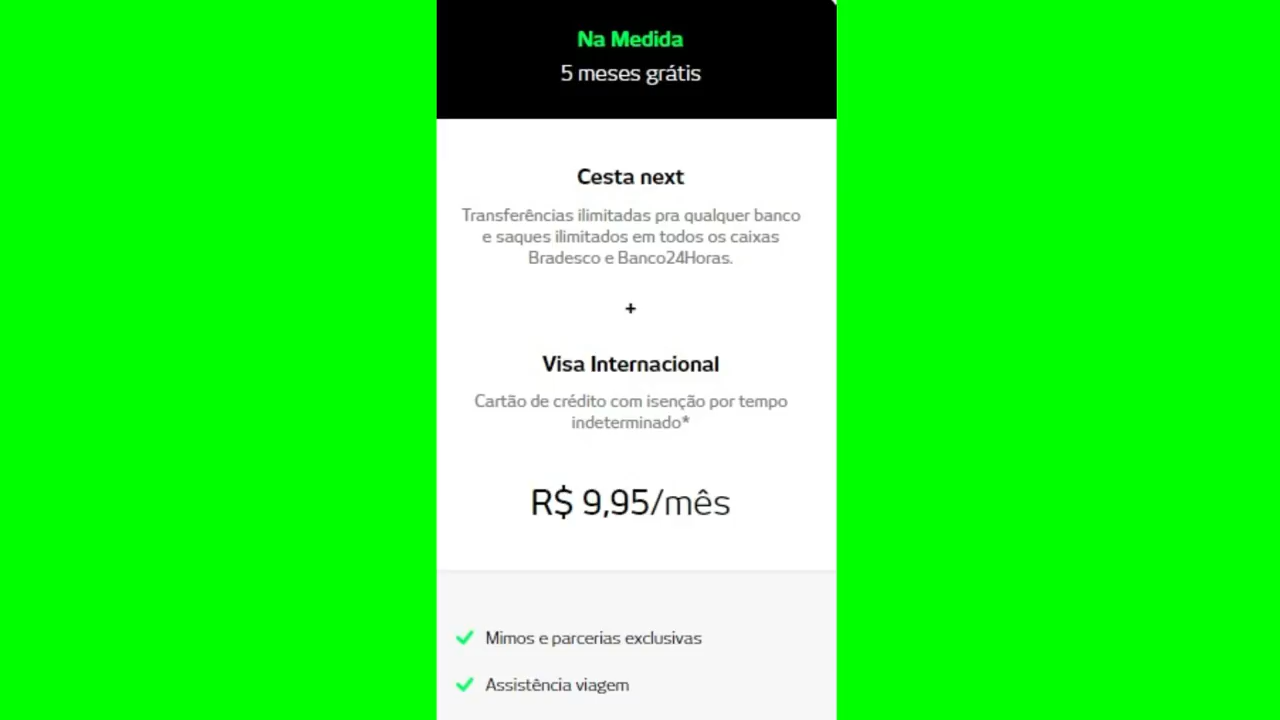 Na Medida
5 meses grátis
Cesta next
Transferências ilimitadas pra qualquer banco
e saques ilimitados em todos os caixas
Bradesco e Banco24Horas.
+
Visa Internacional
Cartão de crédito com isenção por tempo
indeterminado*
R$ 9,95/mês
Mimos e parcerias exclusivas
Assistência viagem